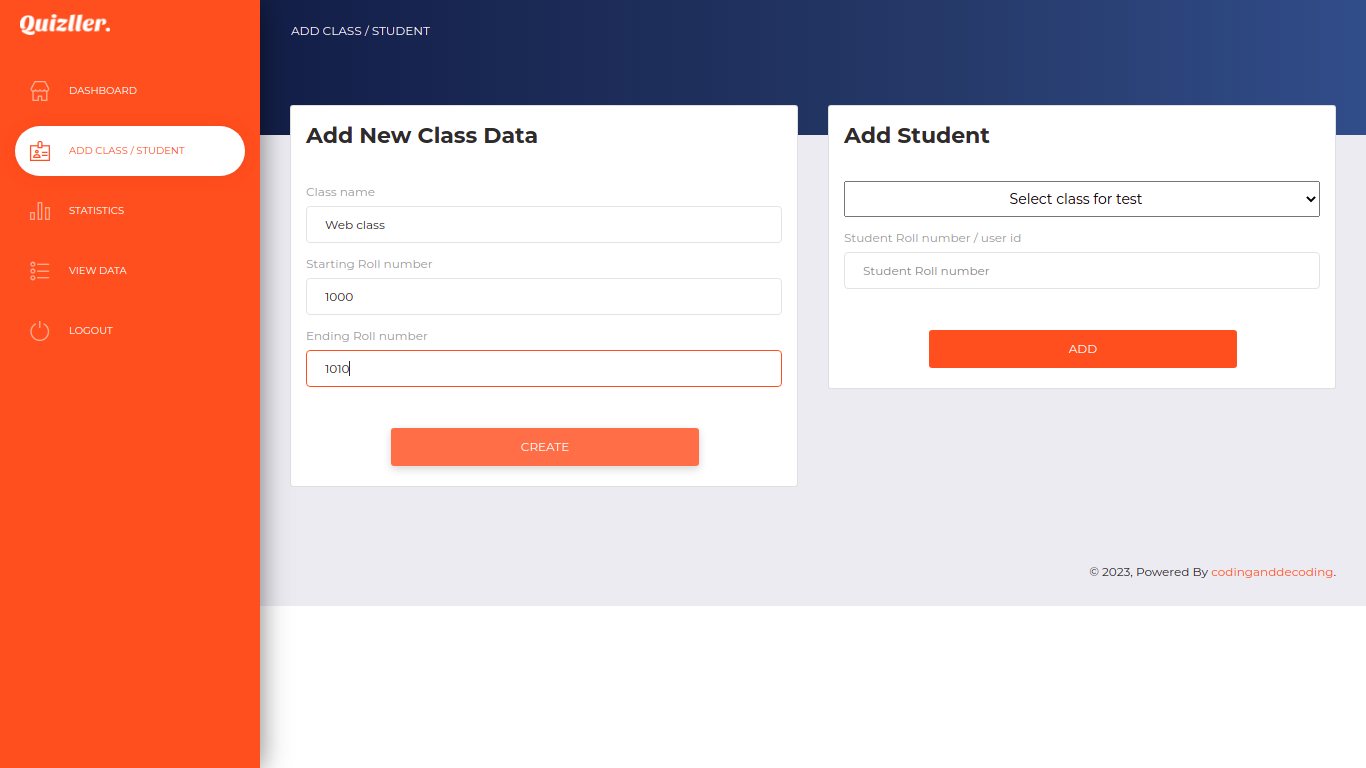 Quizller.
DASHBOARD
ADD CLASS / STUDENT
STATISTICS
VIEW DATA
LOGOUT
ADD CLASS / STUDENT
Add New Class Data
Class name
Web class
Starting Roll number
1000
Ending Roll number
1010
CREATE
Add Student
Select class for test
Student Roll number / user id
Student Roll number
ADD
© 2023, Powered By codinganddecoding.